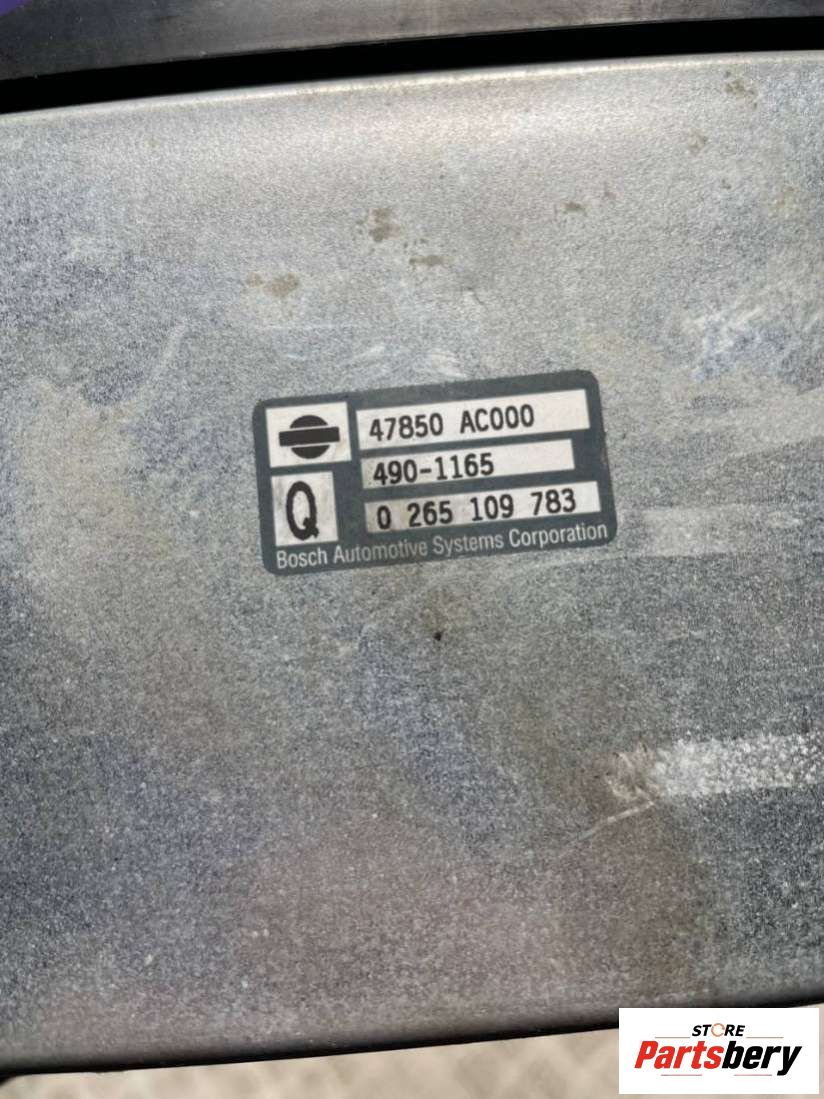 47850 AC000
490-1165
Q
0 265 109 783
Bosch Automotive Systems Corporation
STORE
Partsbery